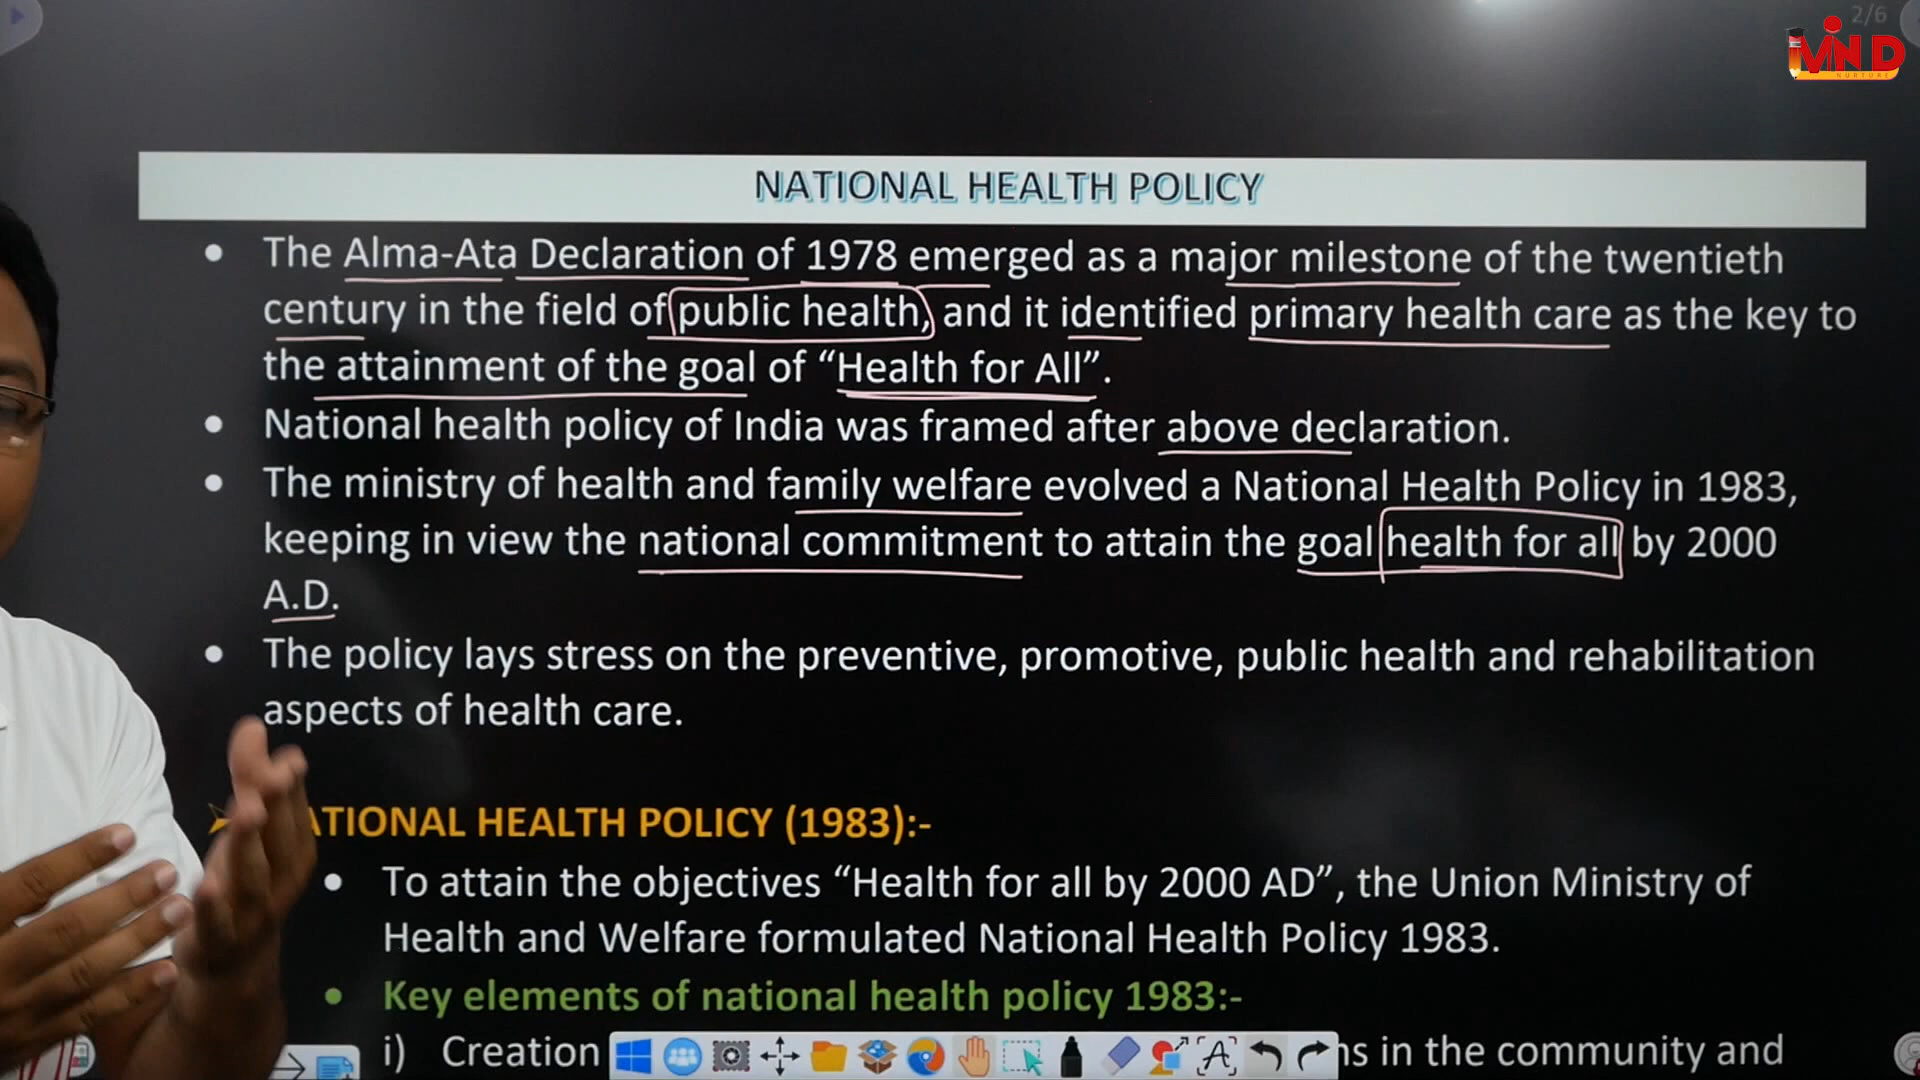 2/6
MIND
NURTURE
NATIONAL HEALTH POLICY
• The Alma-Ata Declaration of 1978 emerged as a major milestone of the twentieth
century in the field of public health, and it identified primary health care as the key to
the attainment of the goal of “Health for All”.
• National health policy of India was framed after above declaration.
• The ministry of health and family welfare evolved a National Health Policy in 1983,
keeping in view the national commitment to attain the goal health for all by 2000
A.D.
• The policy lays stress on the preventive, promotive, public health and rehabilitation
aspects of health care.
ATIONAL HEALTH POLICY (1983):-
• To attain the objectives “Health for all by 2000 AD”, the Union Ministry of
Health and Welfare formulated National Health Policy 1983.
• Key elements of national health policy 1983:-
i) Creation in the community and